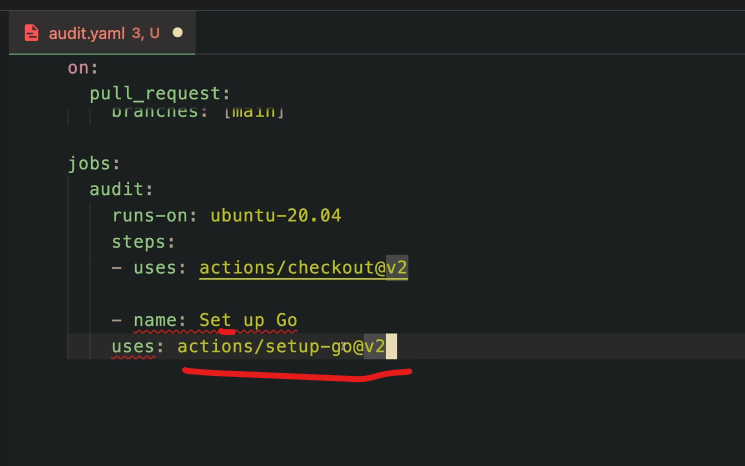 audit.yaml 3, U
on:
pull_request:
branches: [main]
jobs:
audit:
runs-on: ubuntu-20.04
steps:
- uses: actions/checkout@v2
- name: Set up Go
uses: actions/setup-go@v2